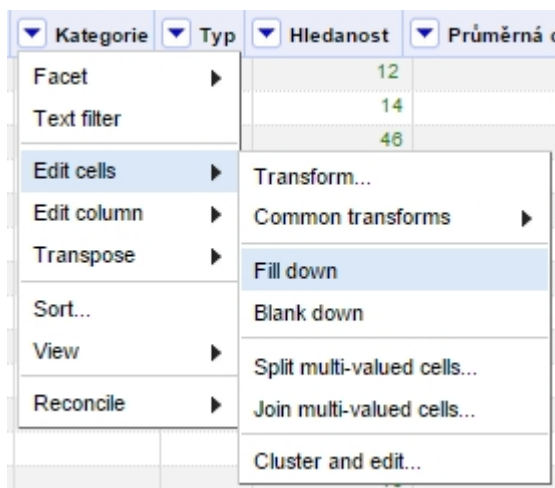 Kategorie Typ Hledanost Průměrná
12
14
46
Facet
Text filter
Edit cells
Edit column
Transpose
Sort...
View
Reconcile
Transform...
Common transforms
Fill down
Blank down
Split multi-valued cells...
Join multi-valued cells...
Cluster and edit...